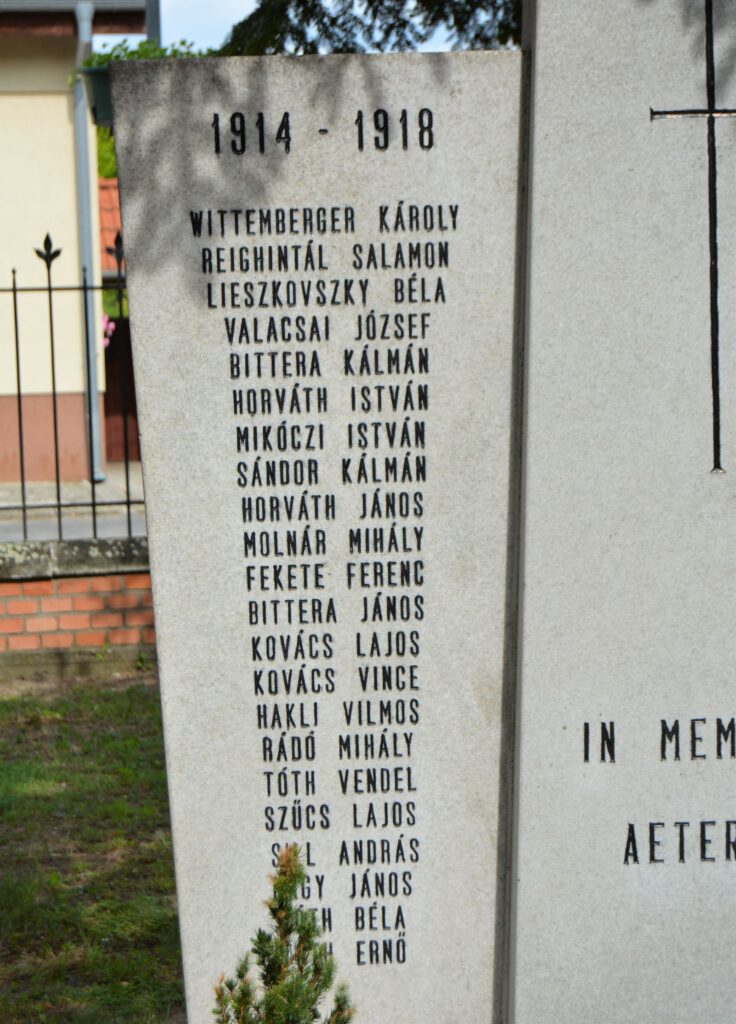 1914 - 1918
WITTEMBERGER KÁROLY
REIGHINTÁL SALAMON
LIESZKOVSZKY BÉLA
VALACSAI JÓZSEF
BITTERA KÁLMÁN
HORVÁTH ISTVÁN
MIKÓCZI ISTVÁN
SÁNDOR KÁLMÁN
HORVÁTH JÁNOS
MOLNÁR MIHÁLY
FEKETE FERENC
BITTERA JÁNOS
KOVÁCS LAJOS
KOVÁCS VINCE
HAKLI VILMOS
RÁDÓ MIHÁLY
TÓTH VENDEL
SZŰCS LAJOS
ANDRÁS
JÁNOS
BÉLA
ERNŐ
IN MEM
AETER